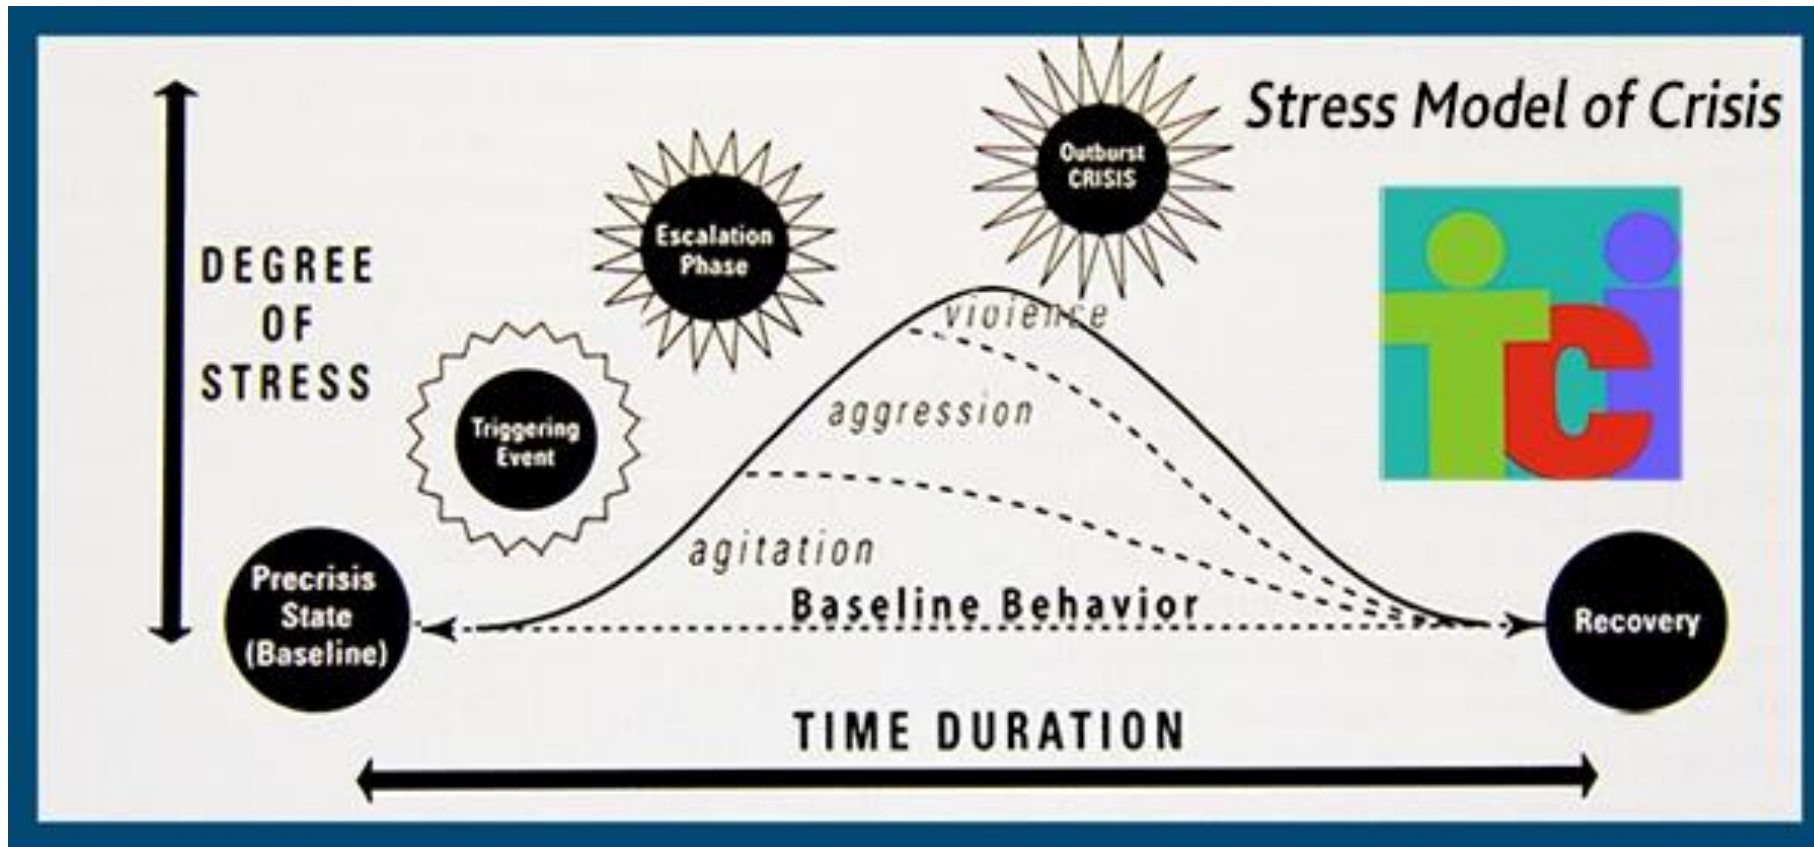 Stress Model of Crisis
Outburst
CRISIS
Escalation
Phase
DEGREE
OF
STRESS
violence
TCI
aggression
Triggering
Event
agitation
Precrisis
State
(Baseline)
Baseline Behavior
Recovery
TIME DURATION